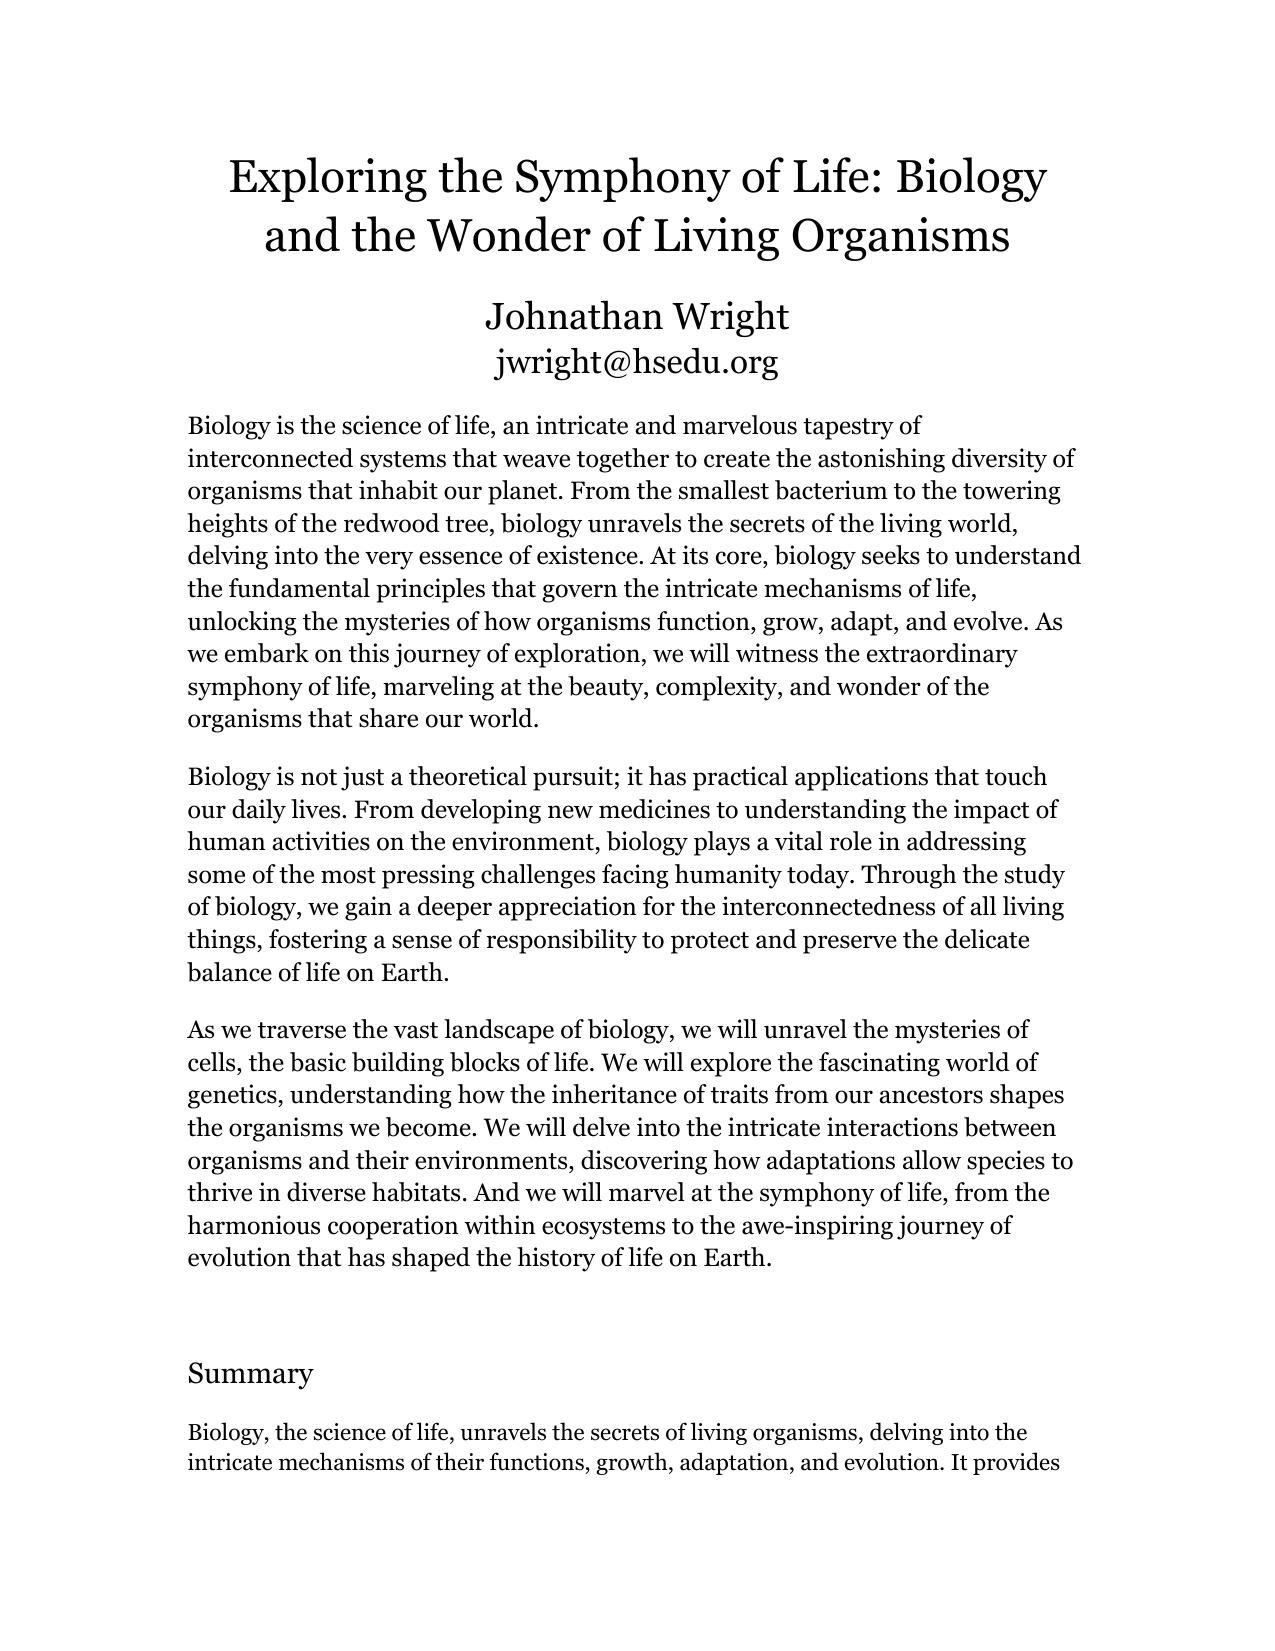 Exploring the Symphony of Life: Biology
and the Wonder of Living Organisms
Johnathan Wright
jwright@hsedu.org
Biology is the science of life, an intricate and marvelous tapestry of
interconnected systems that weave together to create the astonishing diversity of
organisms that inhabit our planet. From the smallest bacterium to the towering
heights of the redwood tree, biology unravels the secrets of the living world,
delving into the very essence of existence. At its core, biology seeks to understand
the fundamental principles that govern the intricate mechanisms of life,
unlocking the mysteries of how organisms function, grow, adapt, and evolve. As
we embark on this journey of exploration, we will witness the extraordinary
symphony of life, marveling at the beauty, complexity, and wonder of the
organisms that share our world.
Biology is not just a theoretical pursuit; it has practical applications that touch
our daily lives. From developing new medicines to understanding the impact of
human activities on the environment, biology plays a vital role in addressing
some of the most pressing challenges facing humanity today. Through the study
of biology, we gain a deeper appreciation for the interconnectedness of all living
things, fostering a sense of responsibility to protect and preserve the delicate
balance of life on Earth.
As we traverse the vast landscape of biology, we will unravel the mysteries of
cells, the basic building blocks of life. We will explore the fascinating world of
genetics, understanding how the inheritance of traits from our ancestors shapes
the organisms we become. We will delve into the intricate interactions between
organisms and their environments, discovering how adaptations allow species to
thrive in diverse habitats. And we will marvel at the symphony of life, from the
harmonious cooperation within ecosystems to the awe-inspiring journey of
evolution that has shaped the history of life on Earth.
Summary
Biology, the science of life, unravels the secrets of living organisms, delving into the
intricate mechanisms of their functions, growth, adaptation, and evolution. It provides